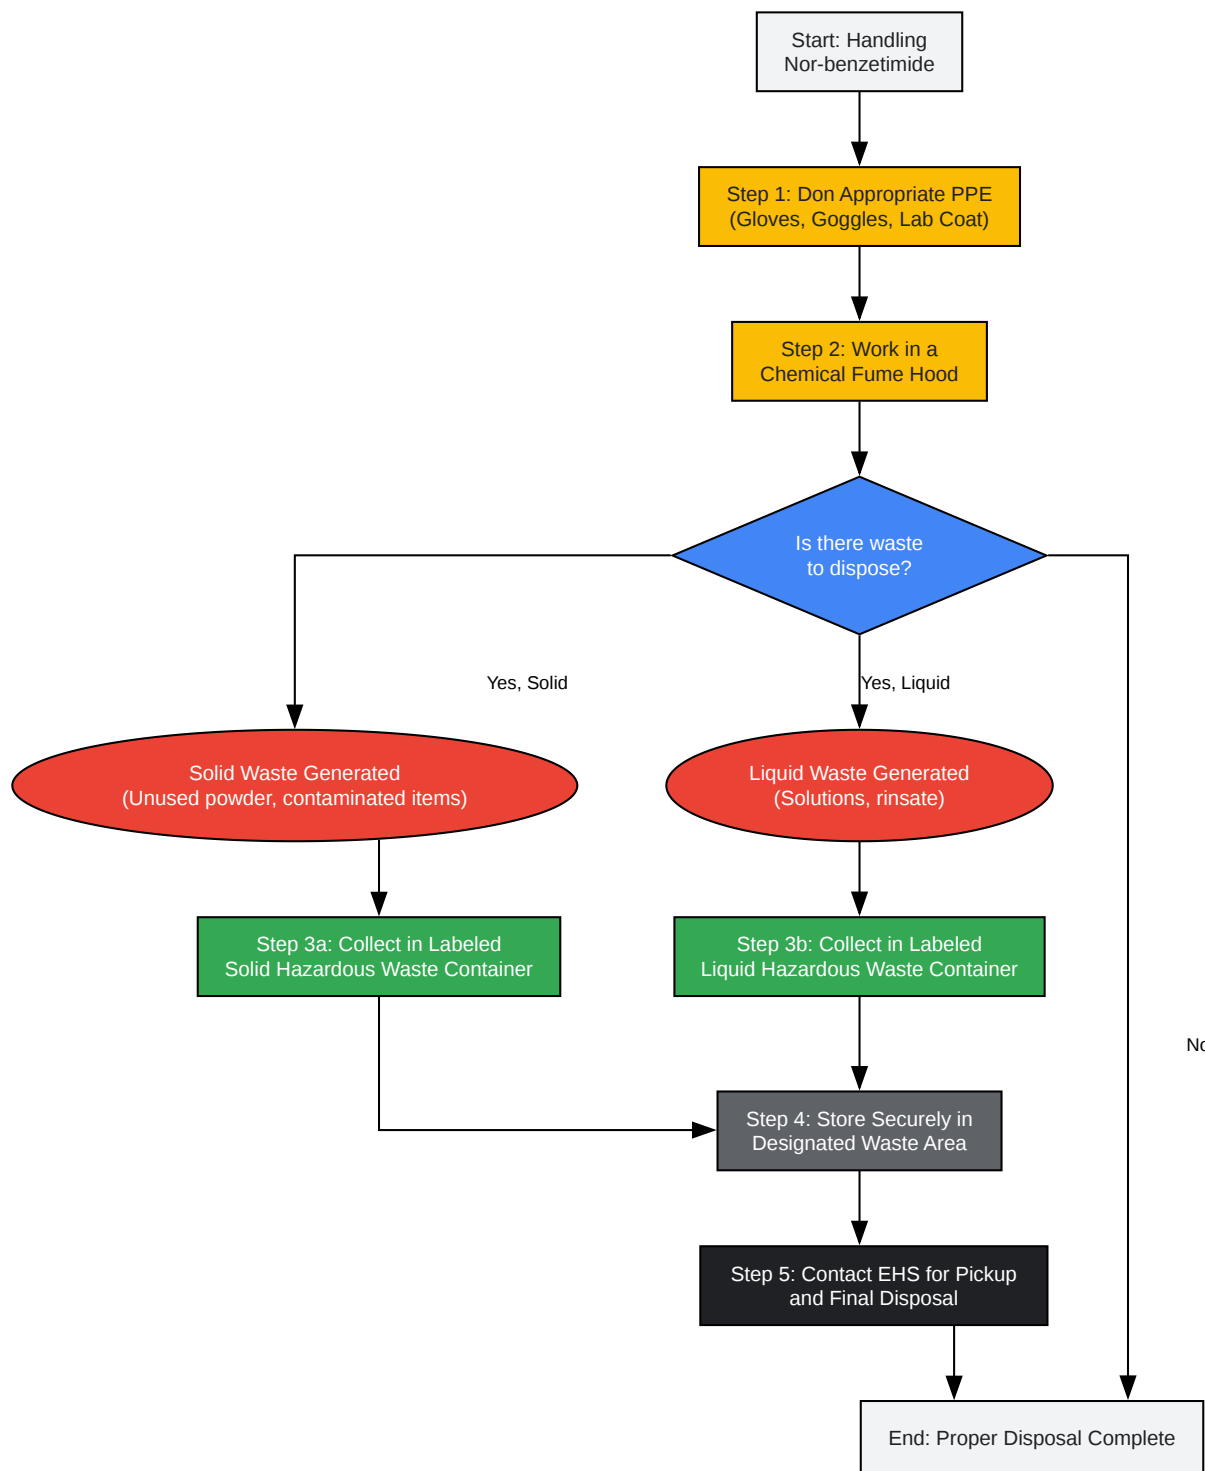 Start: Handling
Nor-benzetimide
Step 1: Don Appropriate PPE
(Gloves, Goggles, Lab Coat)
Step 2: Work in a
Chemical Fume Hood
Is there waste
to dispose?
Yes, Solid
Yes, Liquid
Solid Waste Generated
(Unused powder, contaminated items)
Liquid Waste Generated
(Solutions, rinsate)
Step 3a: Collect in Labeled
Solid Hazardous Waste Container
Step 3b: Collect in Labeled
Liquid Hazardous Waste Container
No
Step 4: Store Securely in
Designated Waste Area
Step 5: Contact EHS for Pickup
and Final Disposal
End: Proper Disposal Complete